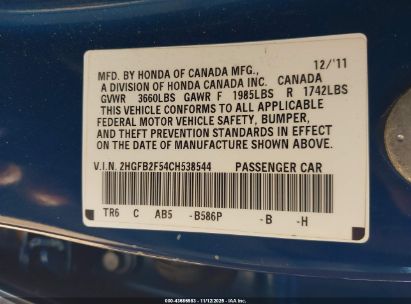 12/'11
MFD. BY HONDA OF CANADA MFG.,
A DIVISION OF HONDA CANADA INC. CANADA
GVWR 3660LBS GAWR F 1985LBS R 1742LBS
THIS VEHICLE CONFORMS TO ALL APPLICABLE
FEDERAL MOTOR VEHICLE SAFETY, BUMPER,
AND THEFT PREVENTION STANDARDS IN EFFECT
ON THE DATE OF MANUFACTURE SHOWN ABOVE.
V.I.N. 2HGFB2F54CH538544 PASSENGER CAR
TR6 C AB5 -B586P -B -H